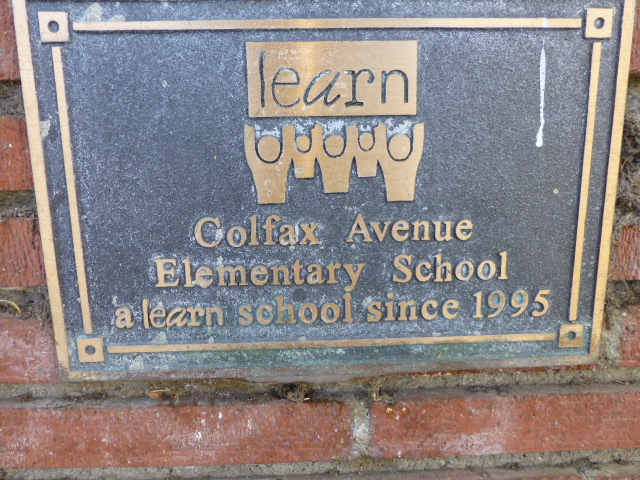 learn
Colfax Avenue
Elementary School
a learn school since 1995